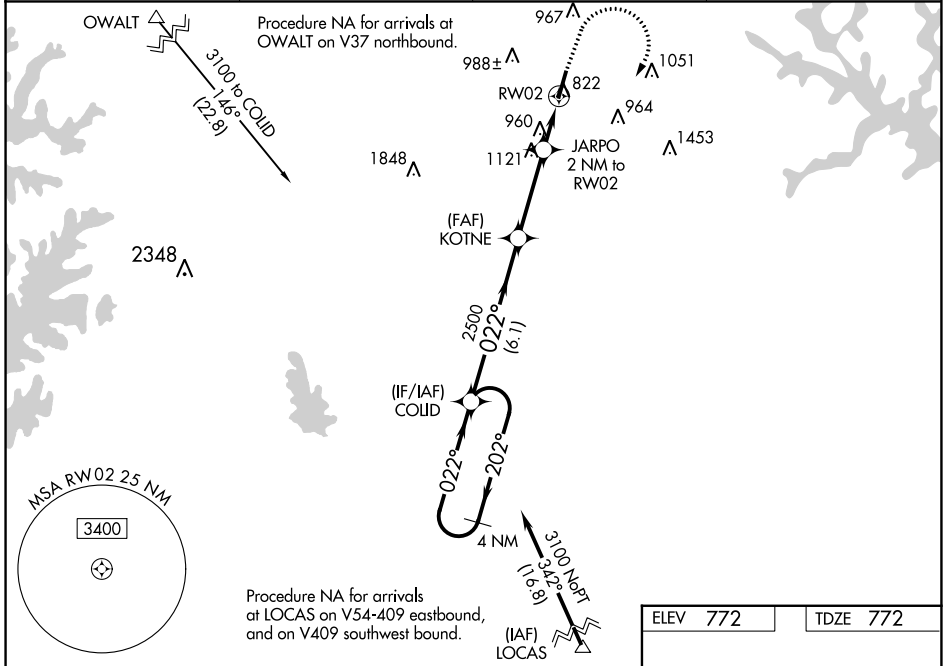 OWALT
Procedure NA for arrivals at
OWALT on V37 northbound.
967
988±
1051
3100 to COLID
146°
(22.8)
RW02
822
964
960
1453
1121
JARPO
2 NM to
RW02
1848
(FAF)
KOTNE
2348
2500
022°
(6.1)
(IF/IAF)
COLID
022°
202°
MSA RW02 25 NM
3400
4 NM
3100 NoPT
342°
(16.8)
Procedure NA for arrivals
at LOCAS on V54-409 eastbound,
and on V409 southwest bound.
(IAF)
LOCAS
ELEV 772
TDZE 772